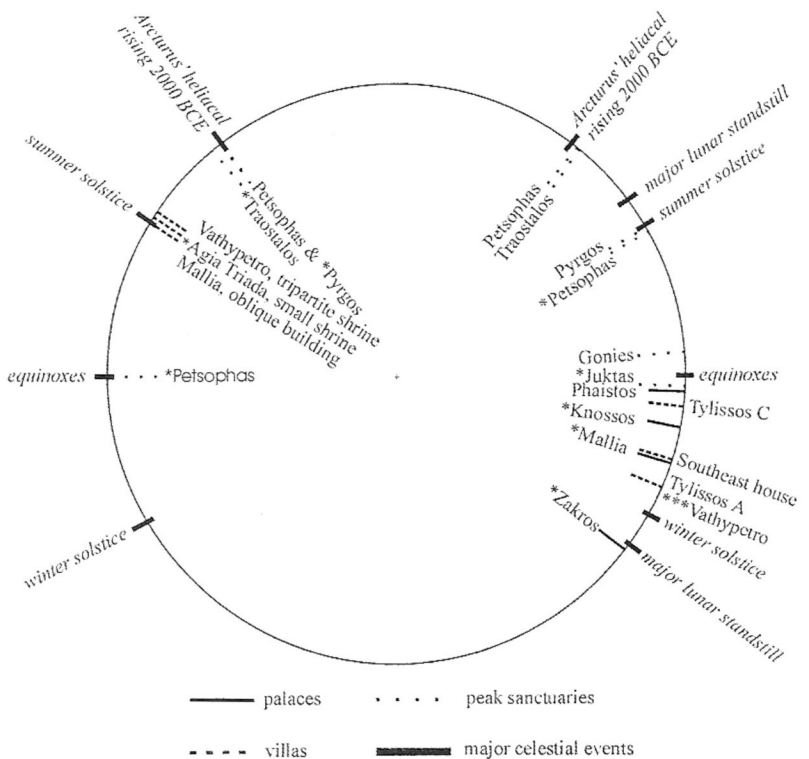 Arcturus' heliacal
rising 2000 BCE
Arcturus' heliacal
rising 2000 BCE
major lunar standstill
summer solstice
summer solstice
Petsophas & *Pyrgos
*Traostalos
Vathypetro, tripartite shrine
*Agia Triada, small shrine
Mallia, oblique building
Petsophas
Traostalos
Pyrgos
*Petsophas
equinoxes
*Petsophas
Gonies
*Juktas
equinoxes
Phaistos
Tylissos C
*Knossos
*Mallia
Southeast house
Tylissos A
***Vathypetro
*Zakros
winter solstice
winter solstice
major lunar standstill
palaces
peak sanctuaries
villas
major celestial events